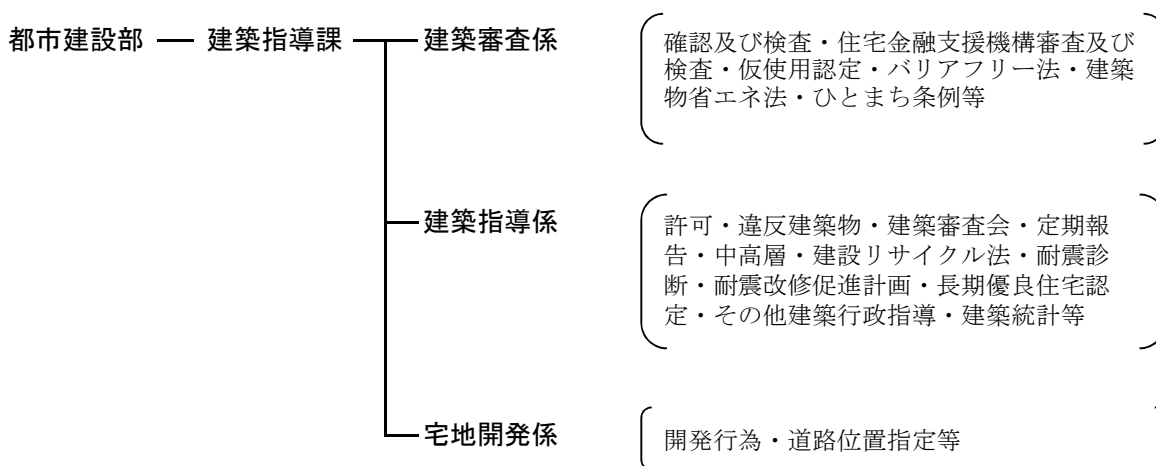 都市建設部 建築指導課 建築審査係
確認及び検査・住宅金融支援機構審査及び
検査・仮使用認定・バリアフリー法・建築
物省エネ法・ひとまち条例等
建築指導係
許可・違反建築物・建築審査会・定期報
告・中高層・建設リサイクル法・耐震診
断・耐震改修促進計画・長期優良住宅認
定・その他建築行政指導・建築統計等
宅地開発係
開発行為・道路位置指定等